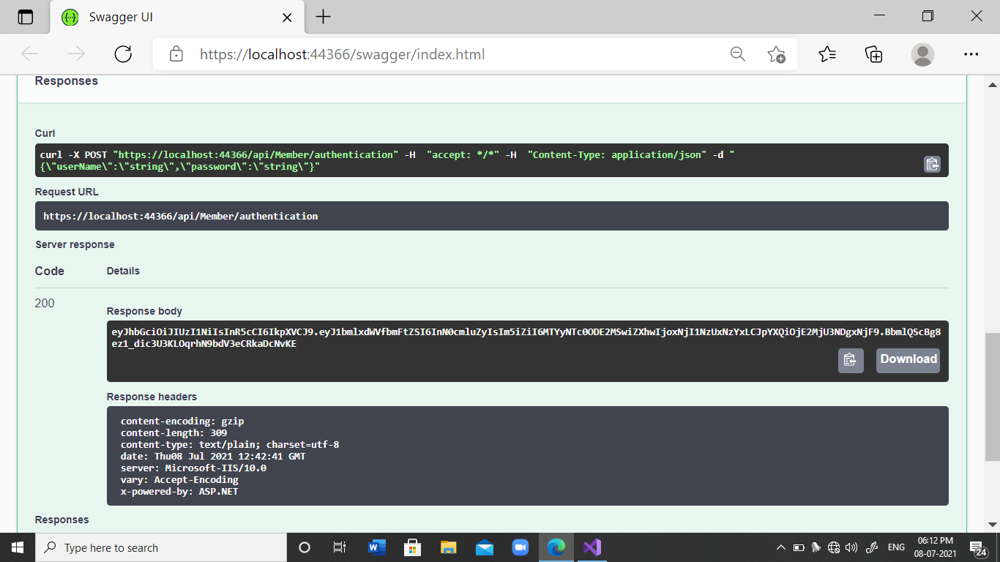 Swagger UI
https://localhost:44366/swagger/index.html
Responses
Curl
curl -X POST "https://localhost:44366/api/Member/authentication" -H  "accept: */*" -H  "Content-Type: application/json" -d "
{\"userName\":\"string\",\"password\":\"string\"}"
Request URL
https://localhost:44366/api/Member/authentication
Server response
Code Details
200
Response body
eyJhbGciOiJIUzI1NiIsInR5cCI6IkpXVCJ9.eyJ1bmlxdWVfbmFtZSI6InN0cmluZyIsIm5iZiI6MTYyNTc0ODE2MSwiZXhwIjoxNjI1NzUxNzYxLCJpYXQiOjE2MjU3NDgxNjF9.BbmlQScBg8
ez1_dic3U3KLOqrhN9bdV3eCRkaDcNvKE
Download
Response headers
content-encoding: gzip
content-length: 309
content-type: text/plain; charset=utf-8
date: Thu08 Jul 2021 12:42:41 GMT
server: Microsoft-IIS/10.0
vary: Accept-Encoding
x-powered-by: ASP.NET
Responses
Type here to search
ENG
06:12 PM
08-07-2021
24